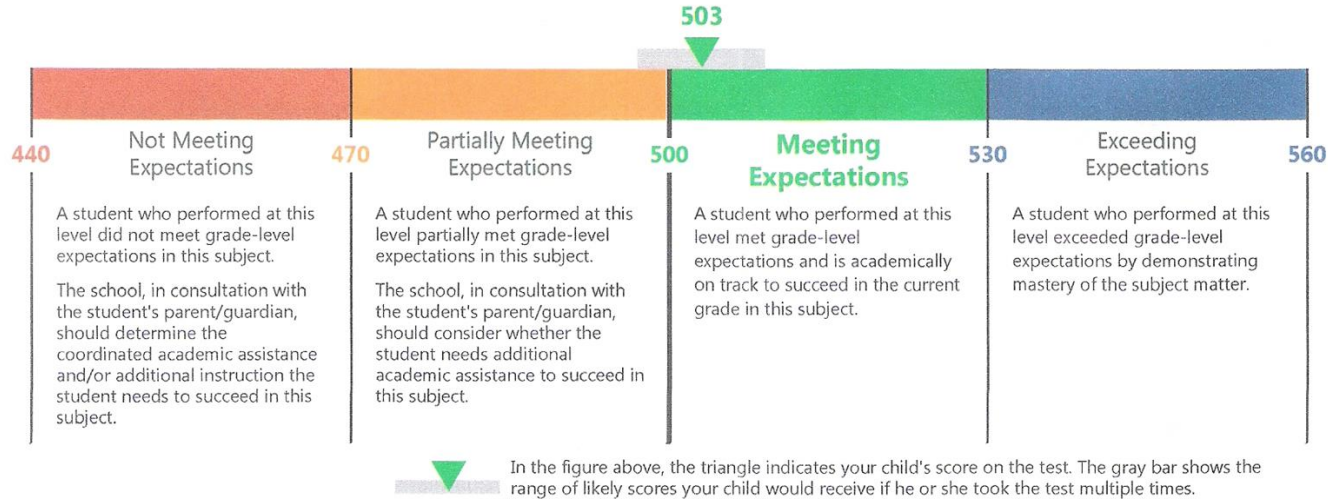 503
440
Not Meeting
Expectations
470
Partially Meeting
Expectations
500
Meeting
Expectations
530
Exceeding
Expectations
560
A student who performed at this
level did not meet grade-level
expectations in this subject.
The school, in consultation with
the student's parent/guardian,
should determine the
coordinated academic assistance
and/or additional instruction the
student needs to succeed in this
subject.
A student who performed at this
level partially met grade-level
expectations in this subject.
The school, in consultation with
the student's parent/guardian,
should consider whether the
student needs additional
academic assistance to succeed in
this subject.
A student who performed at this
level met grade-level
expectations and is academically
on track to succeed in the current
grade in this subject.
A student who performed at this
level exceeded grade-level
expectations by demonstrating
mastery of the subject matter.
In the figure above, the triangle indicates your child's score on the test. The gray bar shows the
range of likely scores your child would receive if he or she took the test multiple times.